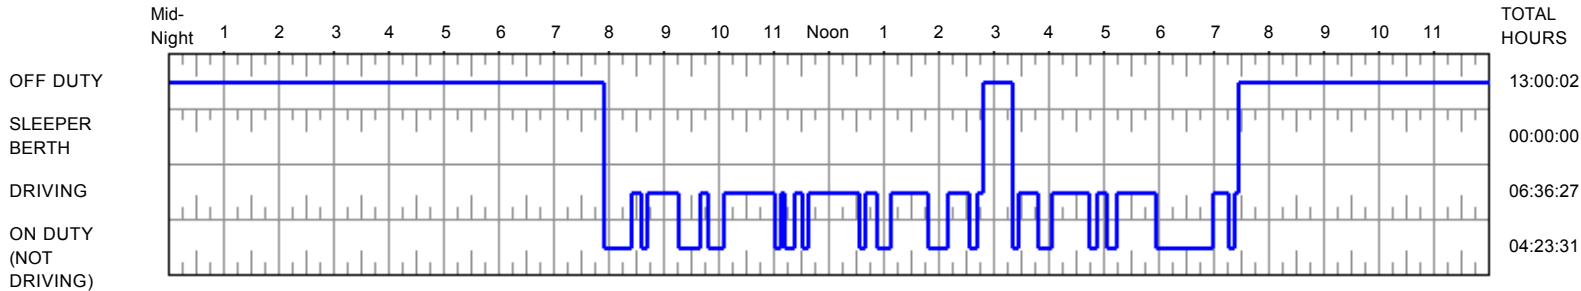 Mid-
Night 1 2 3 4 5 6 7 8 9 10 11 Noon 1 2 3 4 5 6 7 8 9 10 11
TOTAL
HOURS
OFF DUTY 13:00:02
SLEEPER
BERTH 00:00:00
DRIVING 06:36:27
ON DUTY
(NOT
DRIVING) 04:23:31